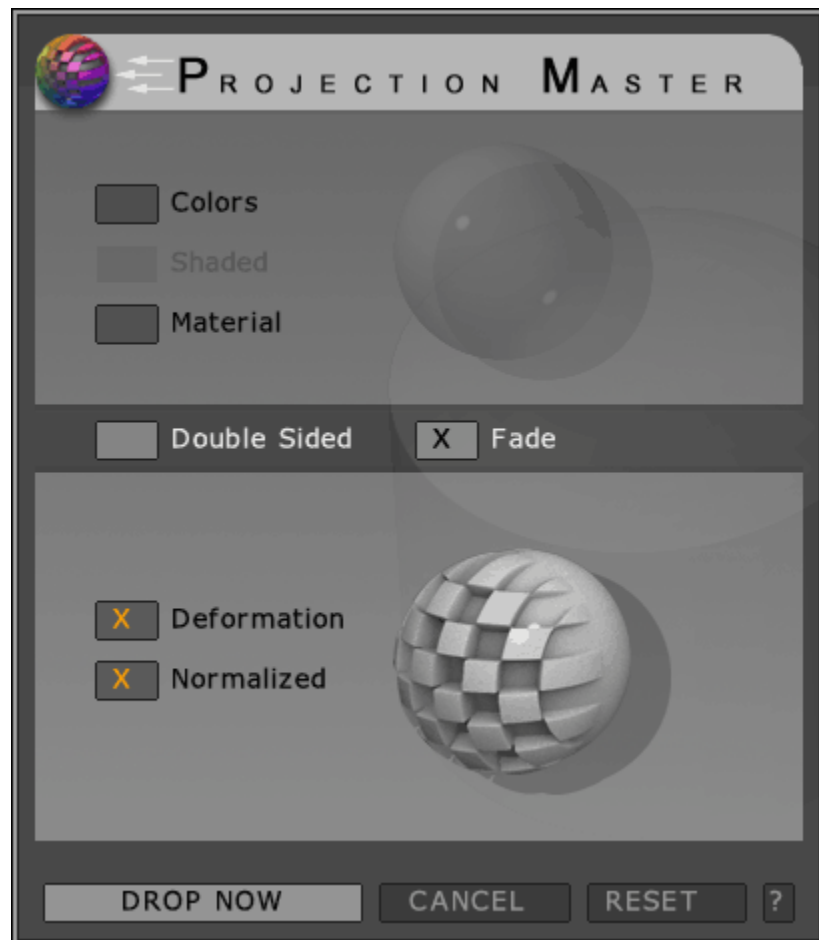 PROJECTION MASTER
Colors
Shaded
Material
Double Sided X Fade
X Deformation
X Normalized
DROP NOW CANCEL RESET ?